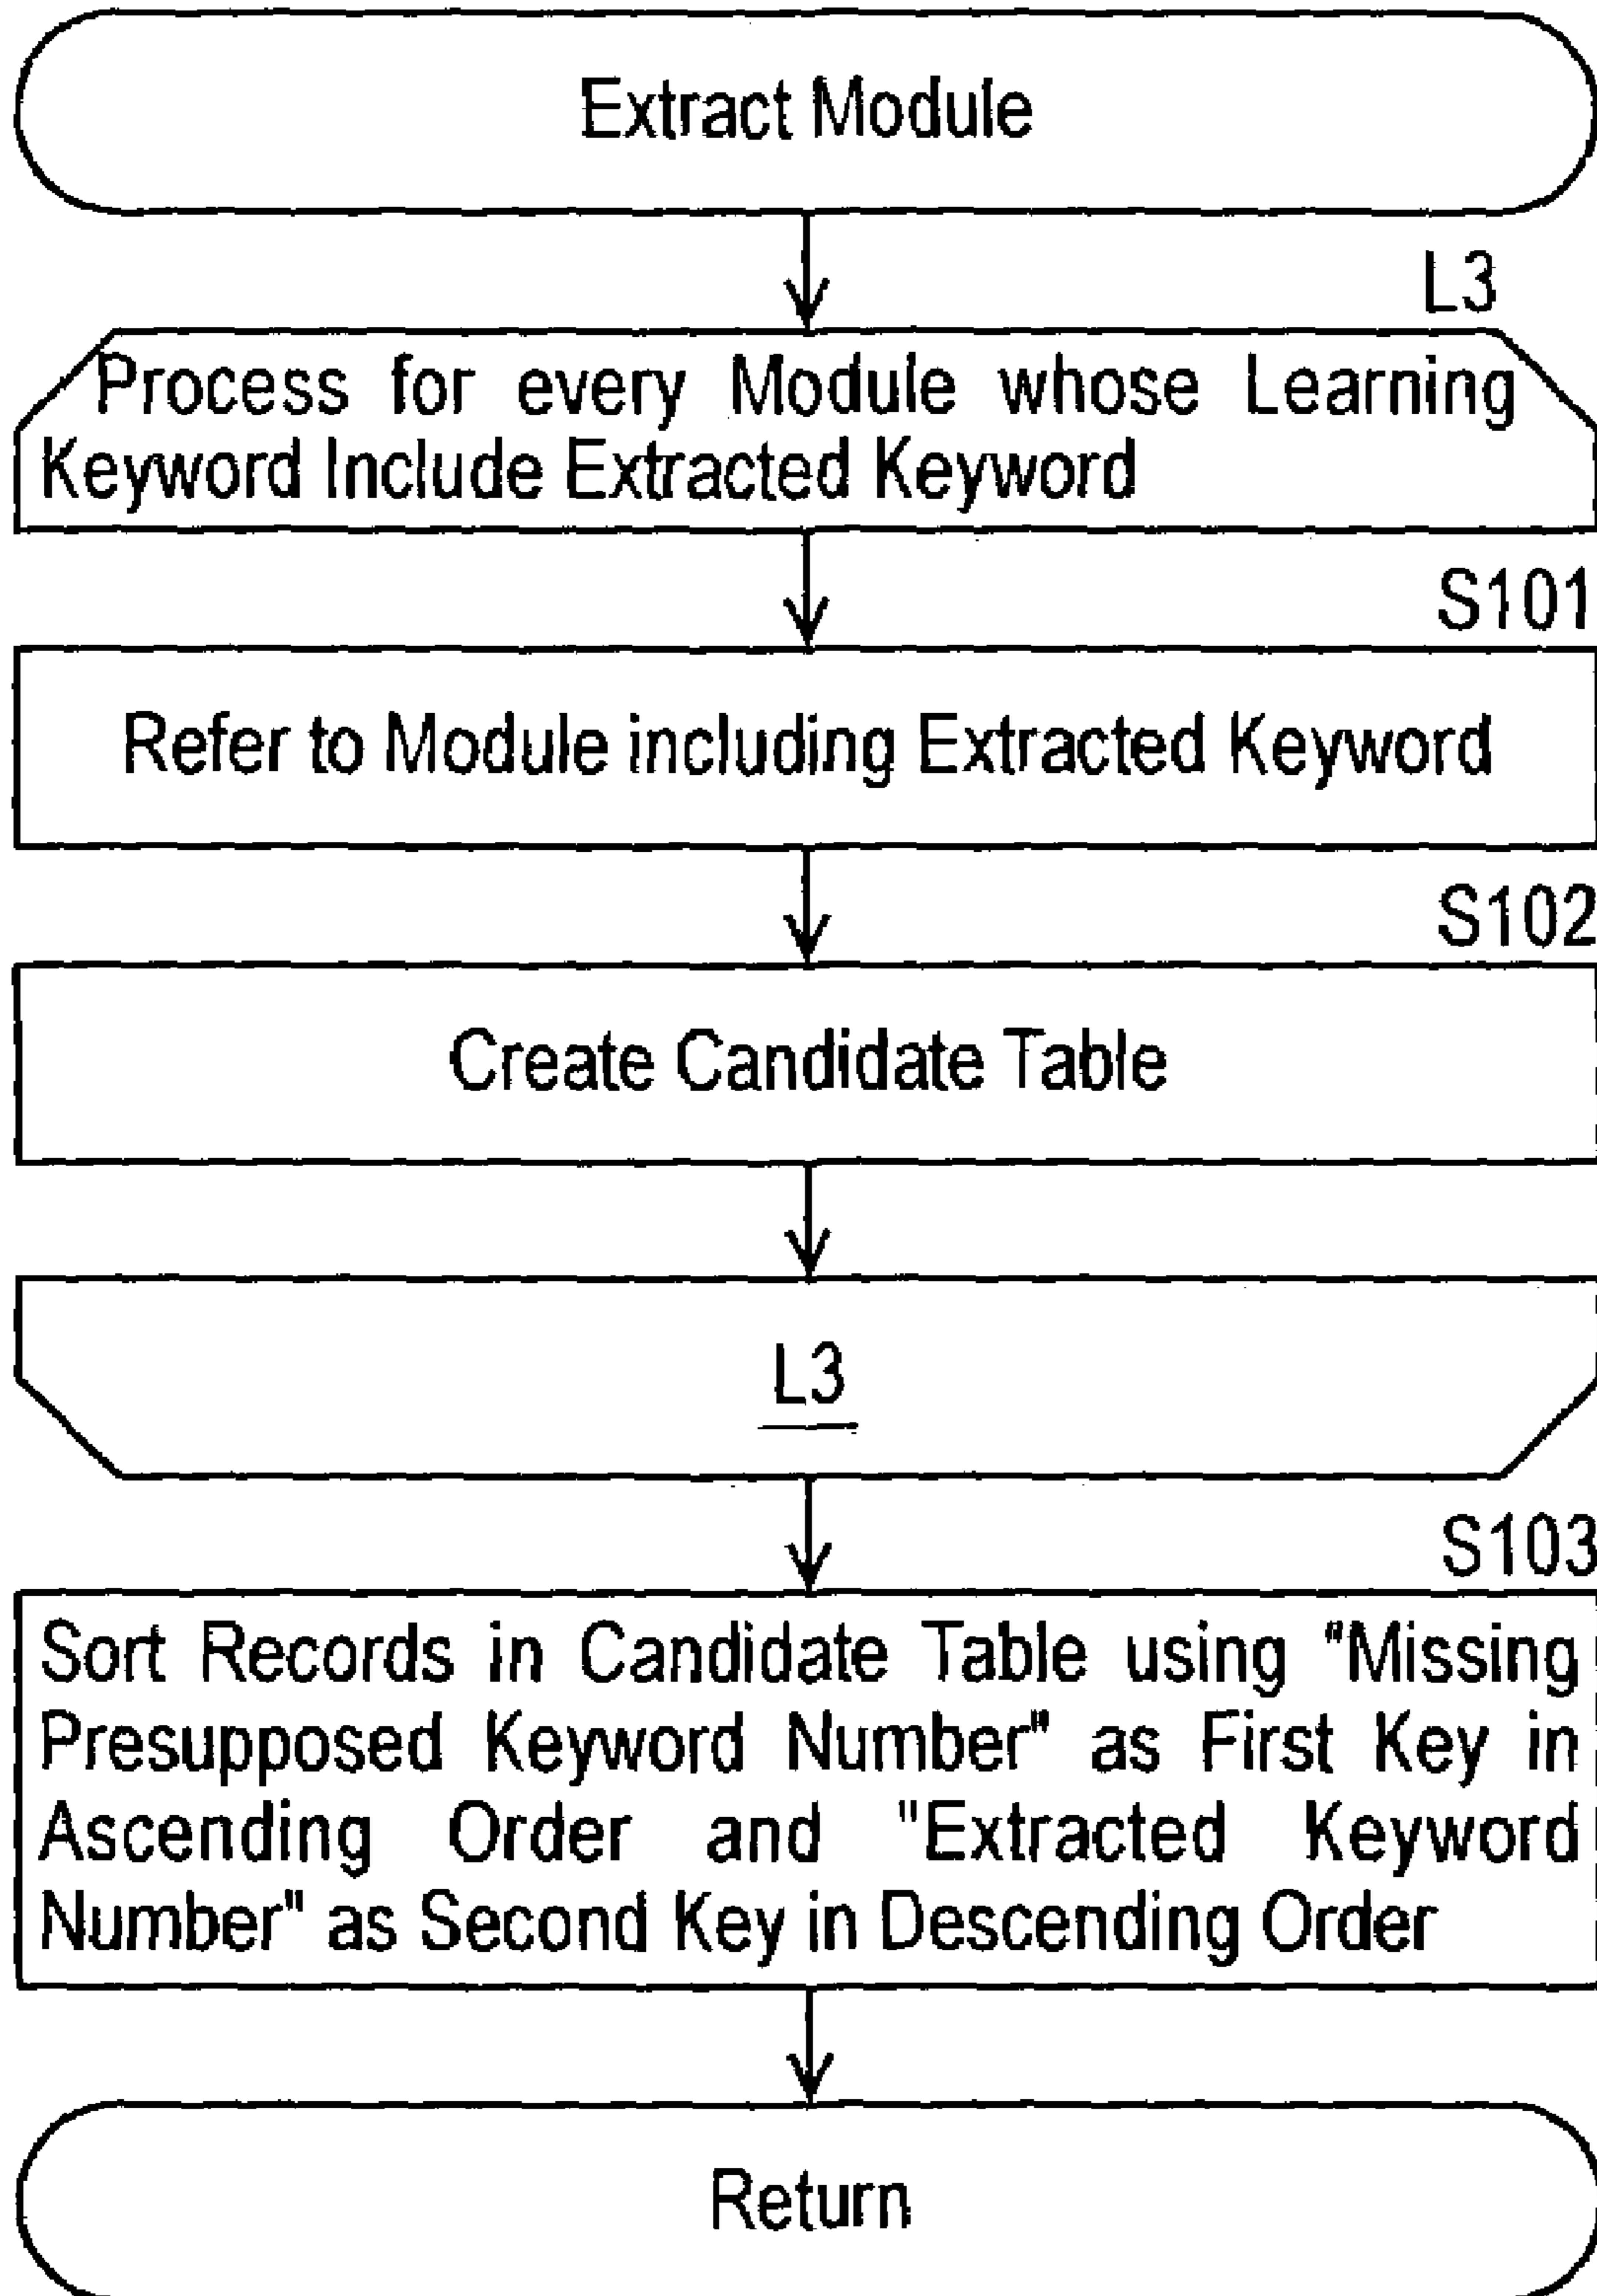 Extract Module
L3
Process for every Module whose Learning
Keyword Include Extracted Keyword
S101
Refer to Module including Extracted Keyword
S102
Create Candidate Table
L3
S103
Sort Records in Candidate Table using "Missing
Presupposed Keyword Number" as First Key in
Ascending Order and "Extracted Keyword
Number" as Second Key in Descending Order
Return